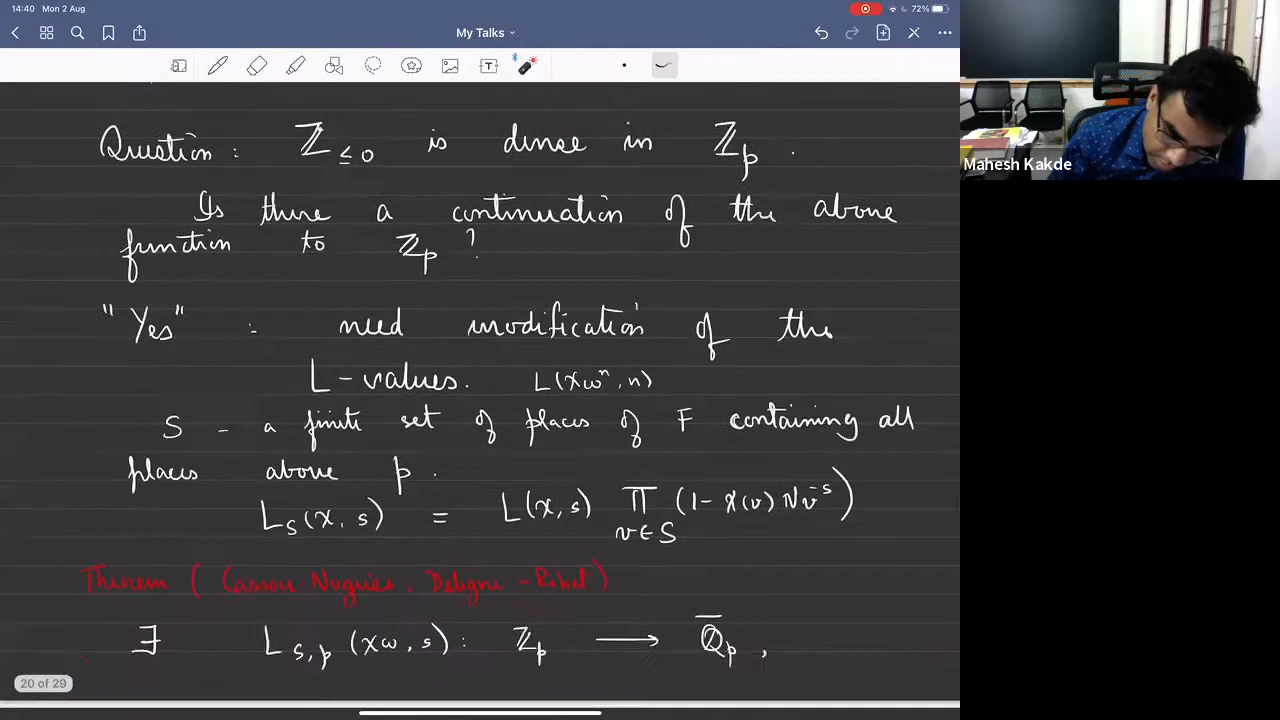 14:40 Mon 2 Aug
72%
My Talks
Question: ℤ≤0 is dense in ℤp .
Is there a continuation of the above
function to ℤp ?
"Yes" : need modification of the
L-values. L(χωⁿ, n)
S - a finite set of places of F containing all
places above p.
L_S(χ, s) = L(χ, s) ∏_{v∈S} (1 - χ(v) Nv^{-s})
Theorem (Cassou-Noguès, Deligne-Ribet)
∃ L_{S,p}(χω, s) : ℤp ⟶ ℚ̄p ,
20 of 29
Mahesh Kakde